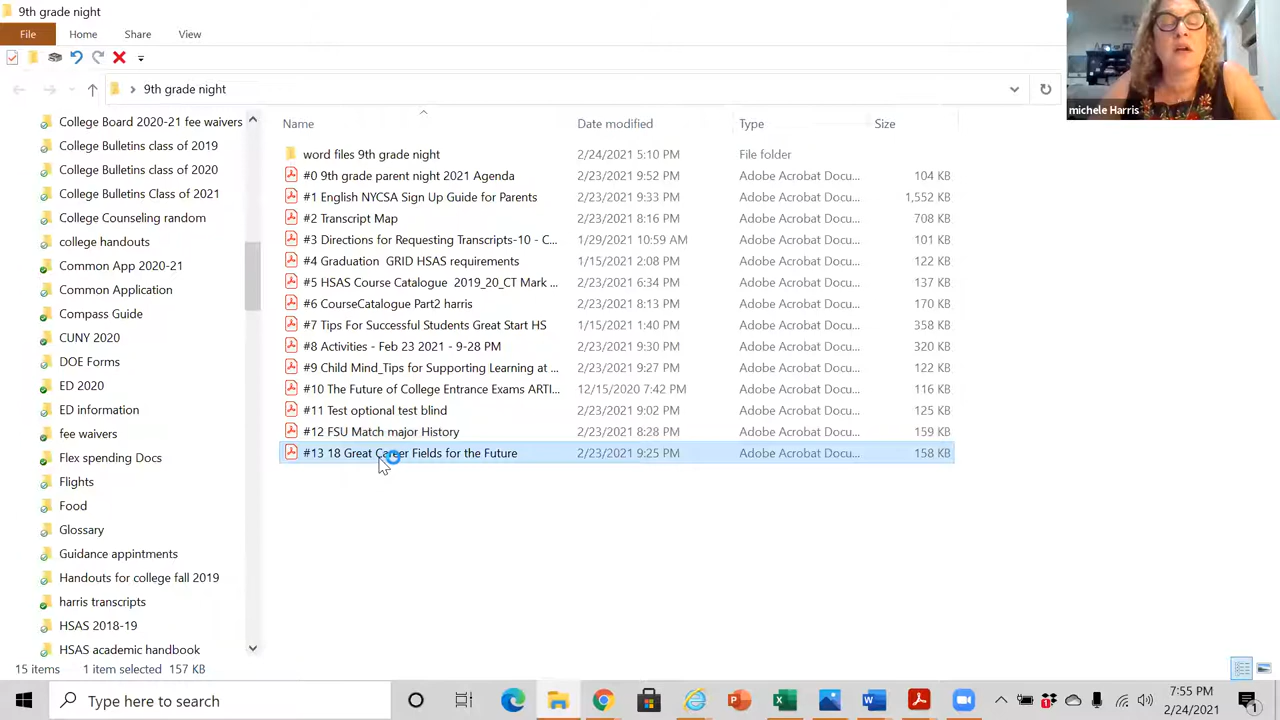 9th grade night
File Home Share View
9th grade night
Name Date modified Type Size
College Board 2020-21 fee waivers
College Bulletins class of 2019
College Bulletins class of 2020
College Bulletins Class of 2021
College Counseling random
college handouts
Common App 2020-21
Common Application
Compass Guide
CUNY 2020
DOE Forms
ED 2020
ED information
fee waivers
Flex spending Docs
Flights
Food
Glossary
Guidance appintments
Handouts for college fall 2019
harris transcripts
HSAS 2018-19
HSAS academic handbook
word files 9th grade night 2/24/2021 5:10 PM File folder
#0 9th grade parent night 2021 Agenda 2/23/2021 9:52 PM Adobe Acrobat Docu... 104 KB
#1 English NYCSA Sign Up Guide for Parents 2/23/2021 9:33 PM Adobe Acrobat Docu... 1,552 KB
#2 Transcript Map 2/23/2021 8:16 PM Adobe Acrobat Docu... 708 KB
#3 Directions for Requesting Transcripts-10 - C... 1/29/2021 10:59 AM Adobe Acrobat Docu... 101 KB
#4 Graduation GRID HSAS requirements 1/15/2021 2:08 PM Adobe Acrobat Docu... 122 KB
#5 HSAS Course Catalogue 2019_20_CT Mark ... 2/23/2021 6:34 PM Adobe Acrobat Docu... 137 KB
#6 CourseCatalogue Part2 harris 2/23/2021 8:13 PM Adobe Acrobat Docu... 170 KB
#7 Tips For Successful Students Great Start HS 1/15/2021 1:40 PM Adobe Acrobat Docu... 358 KB
#8 Activities - Feb 23 2021 - 9-28 PM 2/23/2021 9:30 PM Adobe Acrobat Docu... 320 KB
#9 Child Mind_Tips for Supporting Learning at ... 2/23/2021 9:27 PM Adobe Acrobat Docu... 122 KB
#10 The Future of College Entrance Exams ARTI... 12/15/2020 7:42 PM Adobe Acrobat Docu... 116 KB
#11 Test optional test blind 2/23/2021 9:02 PM Adobe Acrobat Docu... 125 KB
#12 FSU Match major History 2/23/2021 8:28 PM Adobe Acrobat Docu... 159 KB
#13 18 Great Career Fields for the Future 2/23/2021 9:25 PM Adobe Acrobat Docu... 158 KB
michele Harris
15 items 1 item selected 157 KB
Type here to search
7:55 PM
2/24/2021